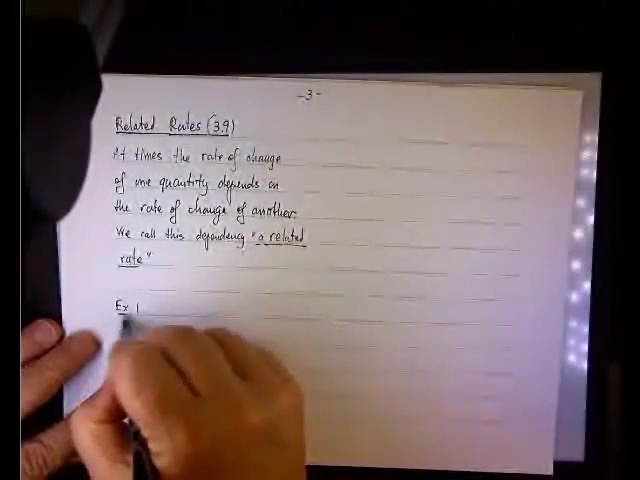 -3-
Related Rates (3.9)
At times the rate of change
of one quantity depends on
the rate of change of another.
We call this dependency "a related
rate"
Ex 1